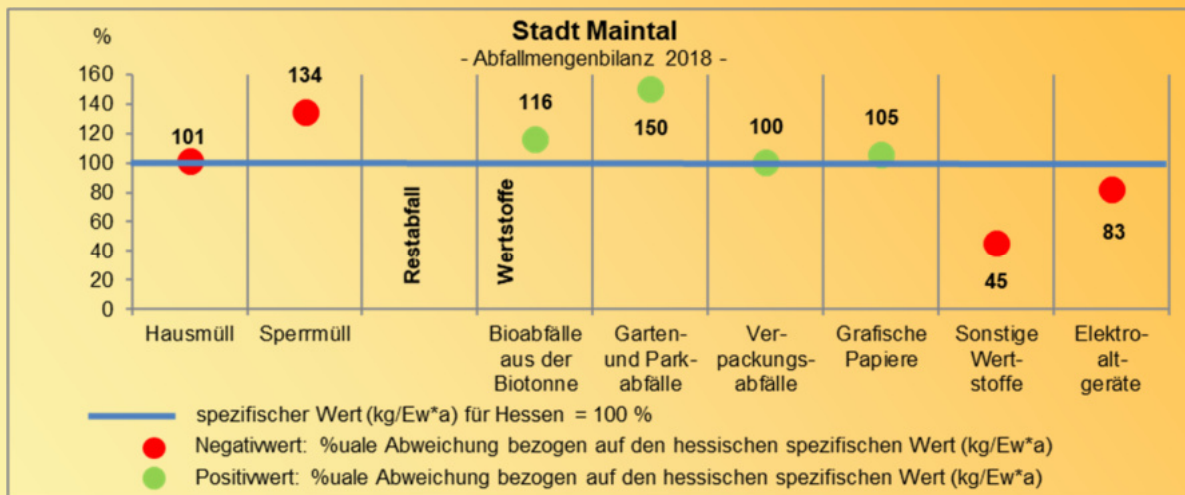 Stadt Maintal
- Abfallmengenbilanz 2018 -
%
160
140
120
100
80
60
40
20
0
101
134
116
150
100
105
45
83
Restabfall
Wertstoffe
Hausmüll
Sperrmüll
Bioabfälle
aus der
Biotonne
Garten-
und Park-
abfälle
Ver-
packungs-
abfälle
Grafische
Papiere
Sonstige
Wert-
stoffe
Elektro-
alt-
geräte
spezifischer Wert (kg/Ew*a) für Hessen = 100 %
Negativwert: %uale Abweichung bezogen auf den hessischen spezifischen Wert (kg/Ew*a)
Positivwert: %uale Abweichung bezogen auf den hessischen spezifischen Wert (kg/Ew*a)